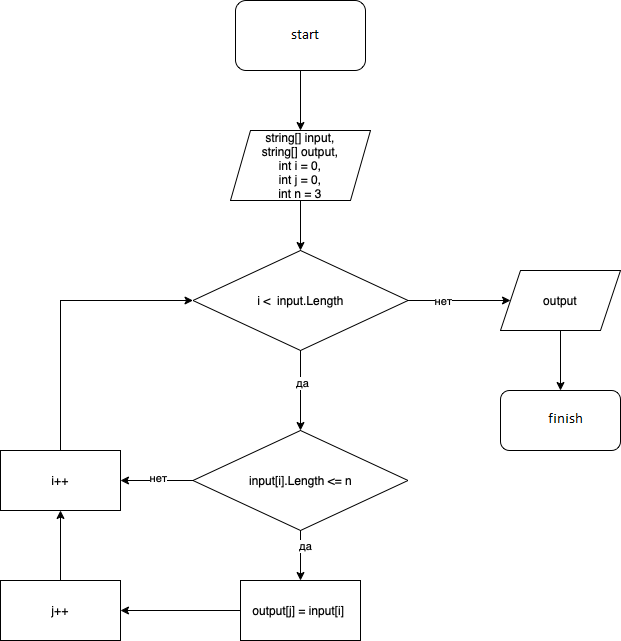 start
string[] input,
string[] output,
int i = 0,
int j = 0,
int n = 3
i <  input.Length
нет
output
да
finish
input[i].Length <= n
нет
i++
да
output[j] = input[i]
j++